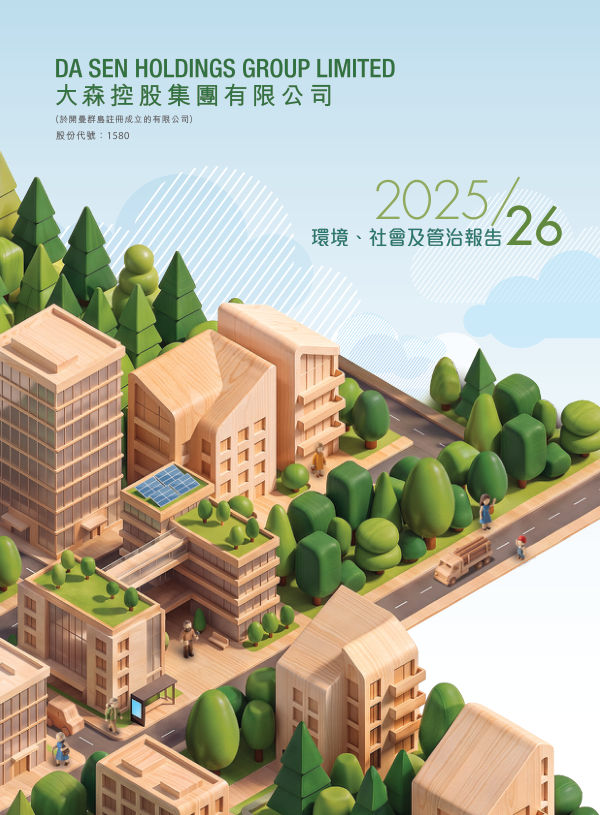 DA SEN HOLDINGS GROUP LIMITED
大森控股集團有限公司
(於開曼群島註冊成立的有限公司)
股份代號：1580
2025/26
環境、社會及管治報告